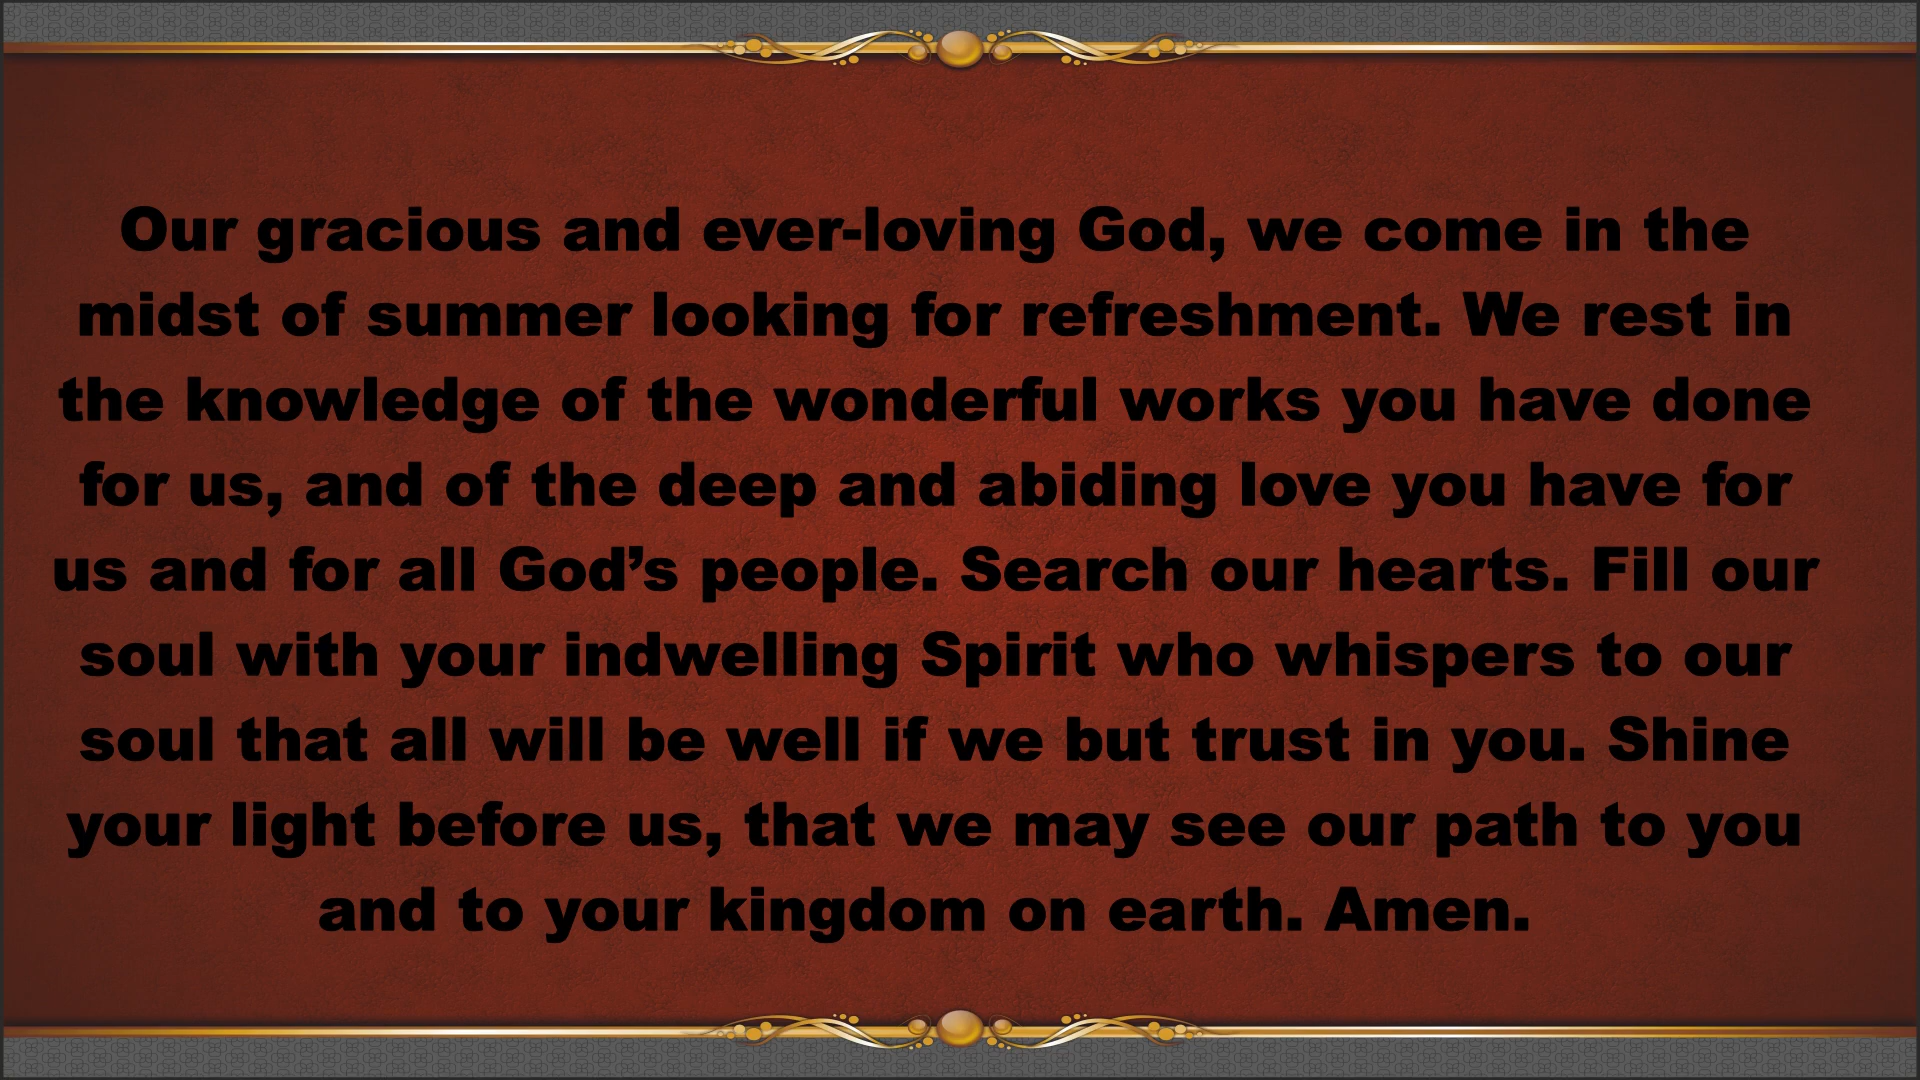 Our gracious and ever-loving God, we come in the
midst of summer looking for refreshment. We rest in
the knowledge of the wonderful works you have done
for us, and of the deep and abiding love you have for
us and for all God’s people. Search our hearts. Fill our
soul with your indwelling Spirit who whispers to our
soul that all will be well if we but trust in you. Shine
your light before us, that we may see our path to you
and to your kingdom on earth. Amen.